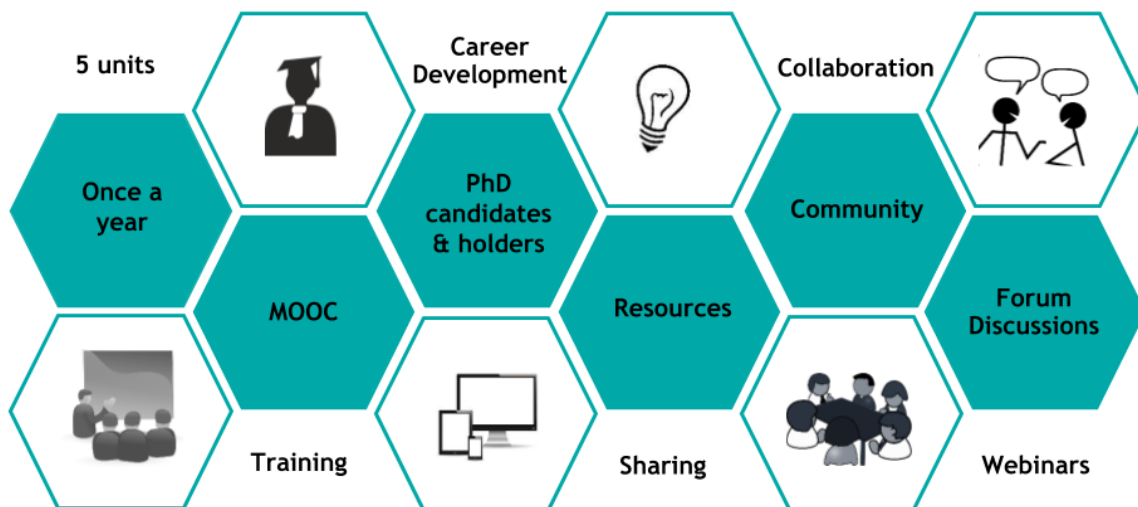 5 units
Career
Development
Collaboration
Once a
year
PhD
candidates
& holders
Community
MOOC
Resources
Forum
Discussions
Training
Sharing
Webinars